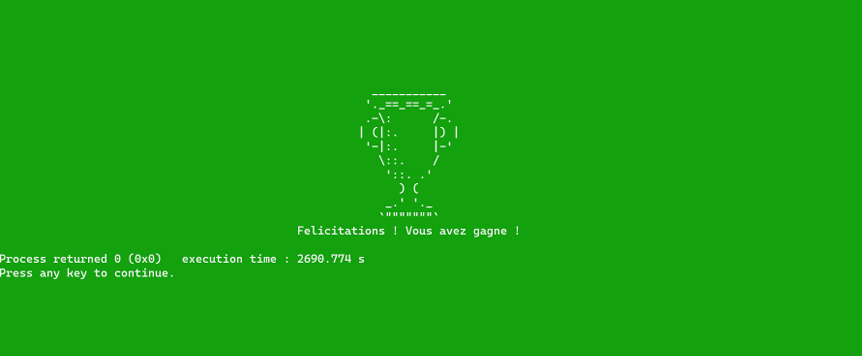 Felicitations ! Vous avez gagne !
Process returned 0 (0x0)   execution time : 2690.774 s
Press any key to continue.